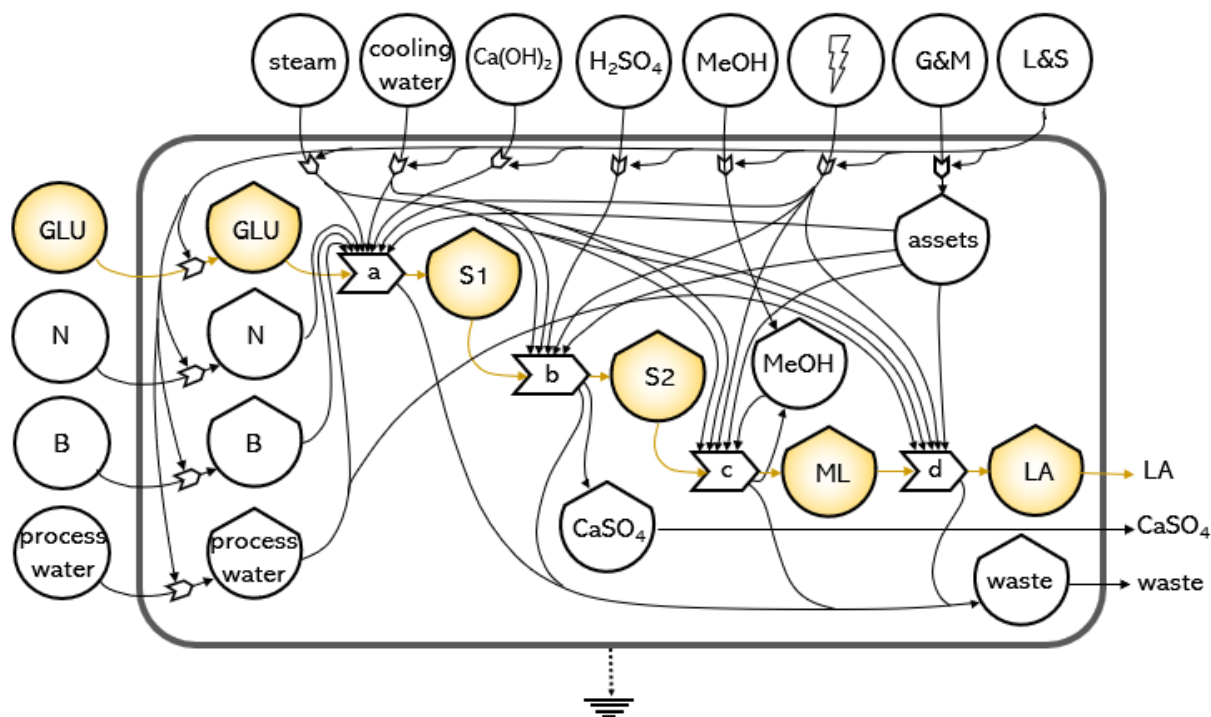 steam
cooling
water
Ca(OH)₂
H₂SO₄
MeOH
G&M
L&S
GLU
GLU
assets
a
S1
N
N
b
S2
MeOH
B
B
c
ML
d
LA
LA
CaSO₄
CaSO₄
process
water
process
water
waste
waste